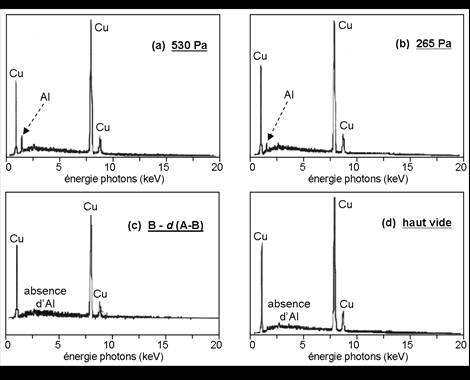 Cu
(a) 530 Pa
Cu
Al
Cu
0 5 10 15 20
énergie photons (keV)
Cu
(b) 265 Pa
Cu
Al
Cu
0 5 10 15 20
énergie photons (keV)
Cu
(c) B - d (A-B)
Cu
absence
d'Al
Cu
0 5 10 15 20
énergie photons (keV)
Cu
(d) haut vide
Cu
absence
d'Al
Cu
0 5 10 15 20
énergie photons (keV)